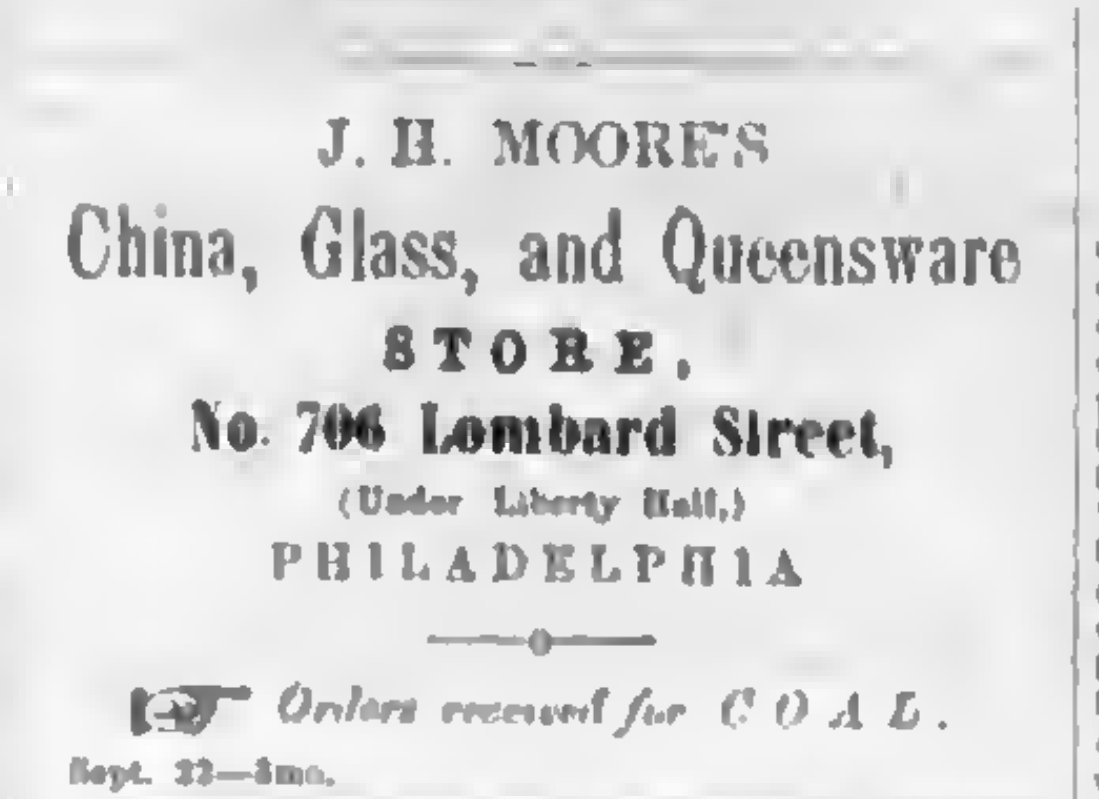 J. H. MOORE'S
China, Glass, and Queensware
STORE,
No. 706 Lombard Street,
(Under Liberty Hall,)
PHILADELPHIA
Orders received for COAL.
Sept. 22—3mo.